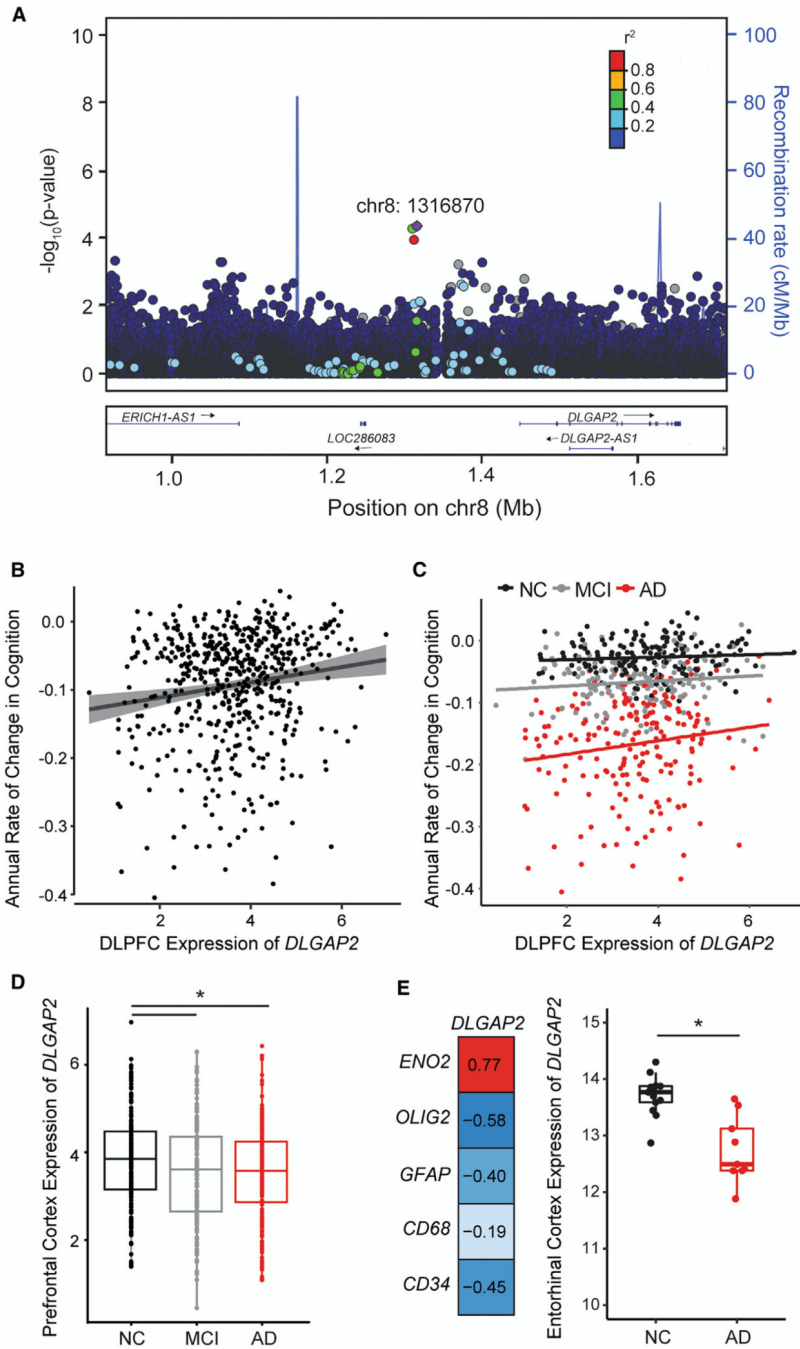 A
r²
0.8
0.6
0.4
0.2
chr8: 1316870
-log₁₀(p-value)
10
8
6
4
2
0
Recombination rate (cM/Mb)
100
80
60
40
20
0
ERICH1-AS1
DLGAP2
LOC286083
DLGAP2-AS1
1.0 1.2 1.4 1.6
Position on chr8 (Mb)
B
Annual Rate of Change in Cognition
0.0
-0.1
-0.2
-0.3
-0.4
2 4 6
DLPFC Expression of DLGAP2
C
NC MCI AD
Annual Rate of Change in Cognition
0.0
-0.1
-0.2
-0.3
-0.4
2 4 6
DLPFC Expression of DLGAP2
D
*
Prefrontal Cortex Expression of DLGAP2
6
4
2
NC MCI AD
E
DLGAP2
ENO2 0.77
OLIG2 −0.58
GFAP −0.40
CD68 −0.19
CD34 −0.45
Entorhinal Cortex Expression of DLGAP2
*
15
14
13
12
11
10
NC AD